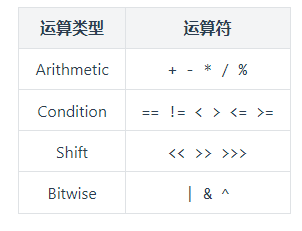 运算类型 运算符
Arithmetic + - * / %
Condition == != < > <= >=
Shift << >> >>>
Bitwise | & ^